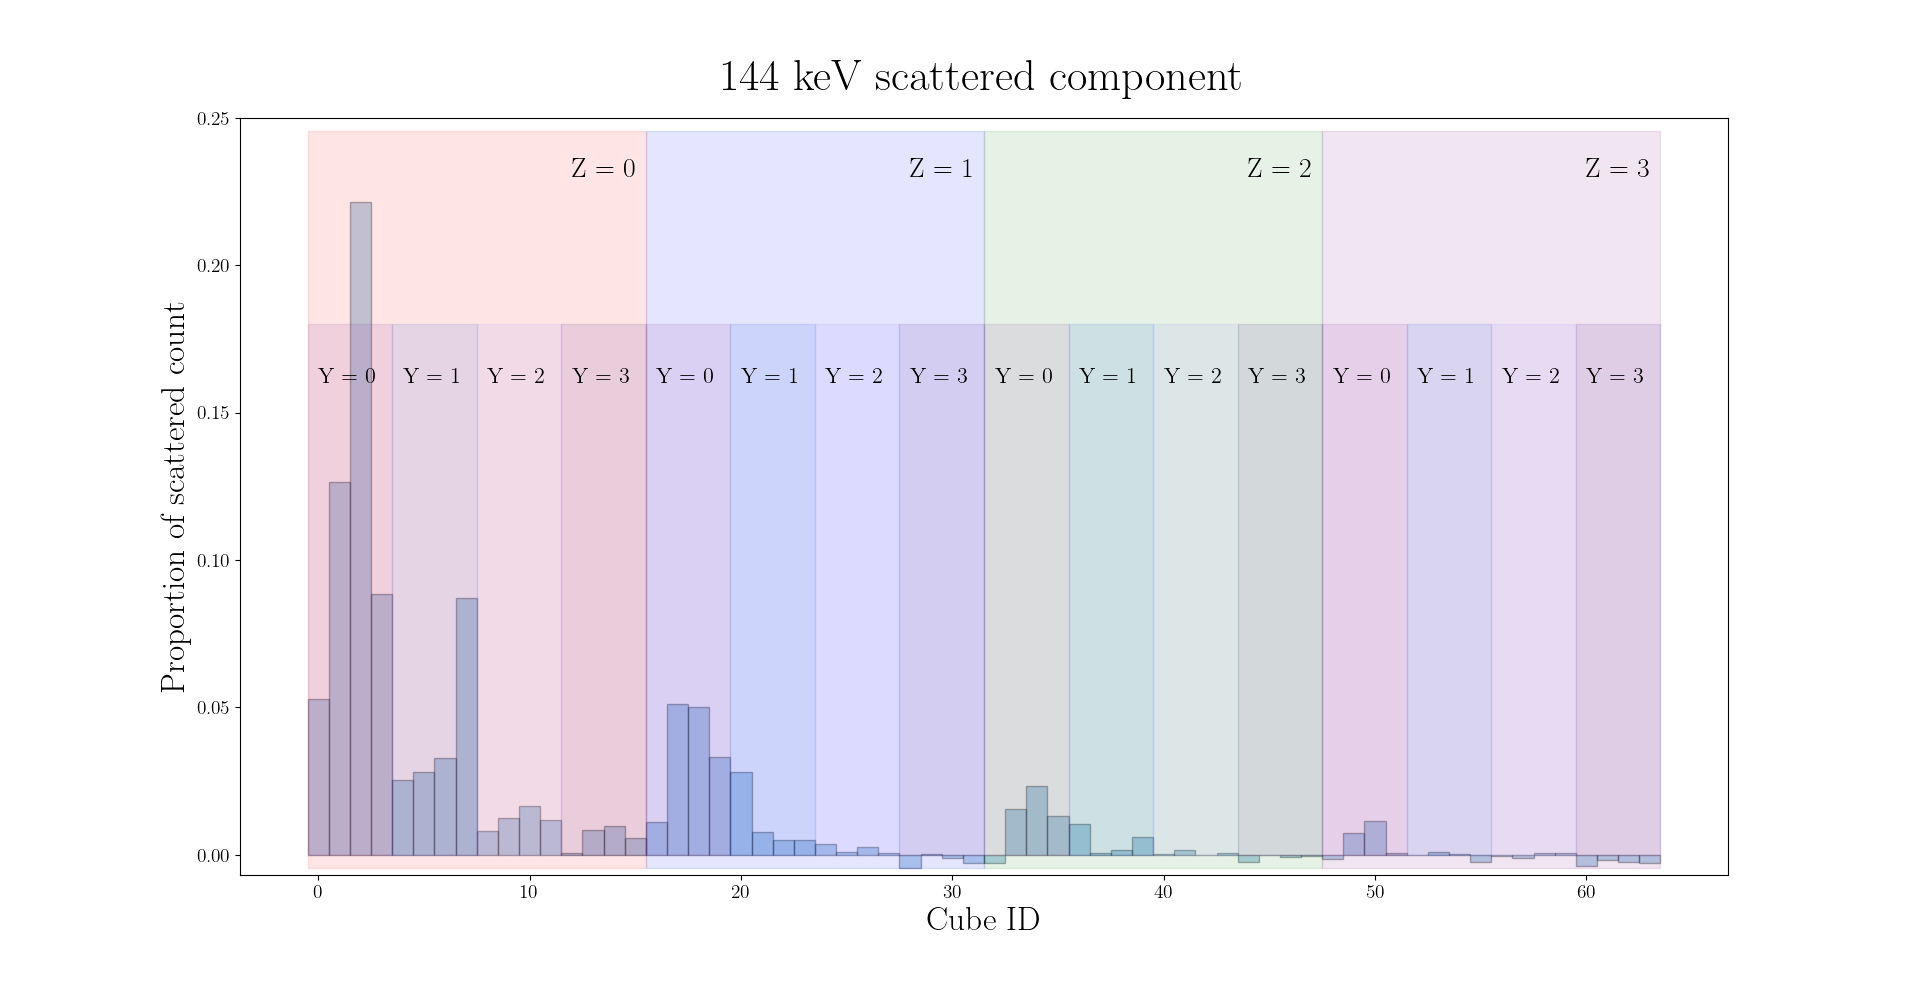 144 keV scattered component
Proportion of scattered count
0.25
0.20
0.15
0.10
0.05
0.00
Z = 0
Z = 1
Z = 2
Z = 3
Y = 0
Y = 1
Y = 2
Y = 3
Y = 0
Y = 1
Y = 2
Y = 3
Y = 0
Y = 1
Y = 2
Y = 3
Y = 0
Y = 1
Y = 2
Y = 3
0
10
20
30
40
50
60
Cube ID